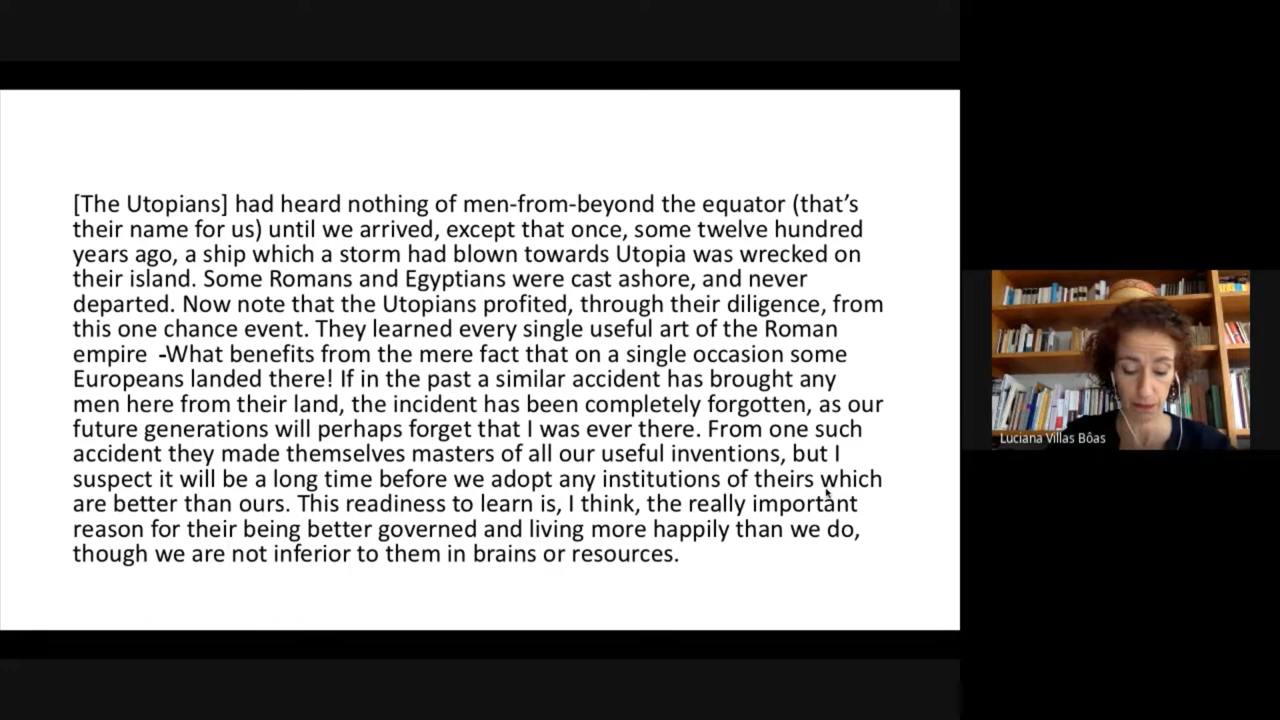 [The Utopians] had heard nothing of men-from-beyond the equator (that’s
their name for us) until we arrived, except that once, some twelve hundred
years ago, a ship which a storm had blown towards Utopia was wrecked on
their island. Some Romans and Egyptians were cast ashore, and never
departed. Now note that the Utopians profited, through their diligence, from
this one chance event. They learned every single useful art of the Roman
empire  -What benefits from the mere fact that on a single occasion some
Europeans landed there! If in the past a similar accident has brought any
men here from their land, the incident has been completely forgotten, as our
future generations will perhaps forget that I was ever there. From one such
accident they made themselves masters of all our useful inventions, but I
suspect it will be a long time before we adopt any institutions of theirs which
are better than ours. This readiness to learn is, I think, the really important
reason for their being better governed and living more happily than we do,
though we are not inferior to them in brains or resources.
Luciana Villas Bôas